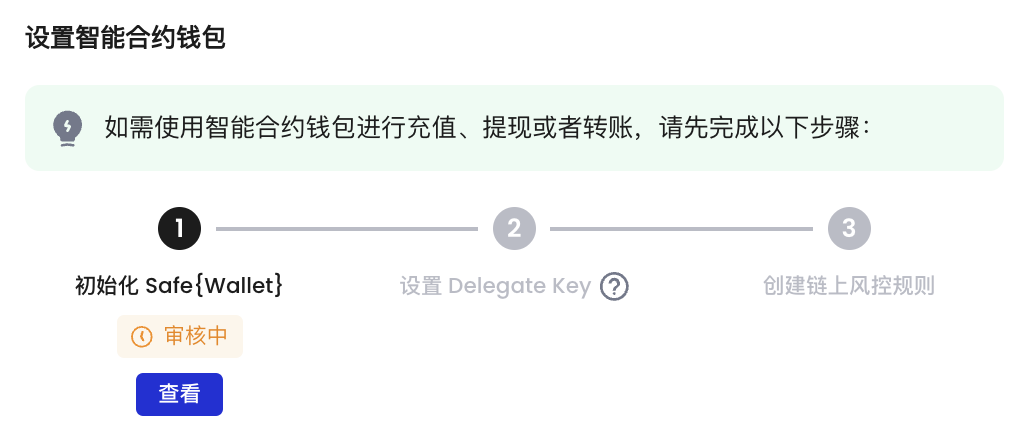 设置智能合约钱包
如需使用智能合约钱包进行充值、提现或者转账，请先完成以下步骤：
1
2
3
初始化 Safe{Wallet}
设置 Delegate Key ?
创建链上风控规则
审核中
查看